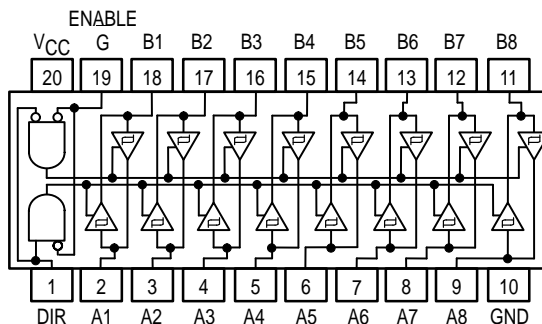 ENABLE
VCC G B1 B2 B3 B4 B5 B6 B7 B8
20 19 18 17 16 15 14 13 12 11
1 2 3 4 5 6 7 8 9 10
DIR A1 A2 A3 A4 A5 A6 A7 A8 GND